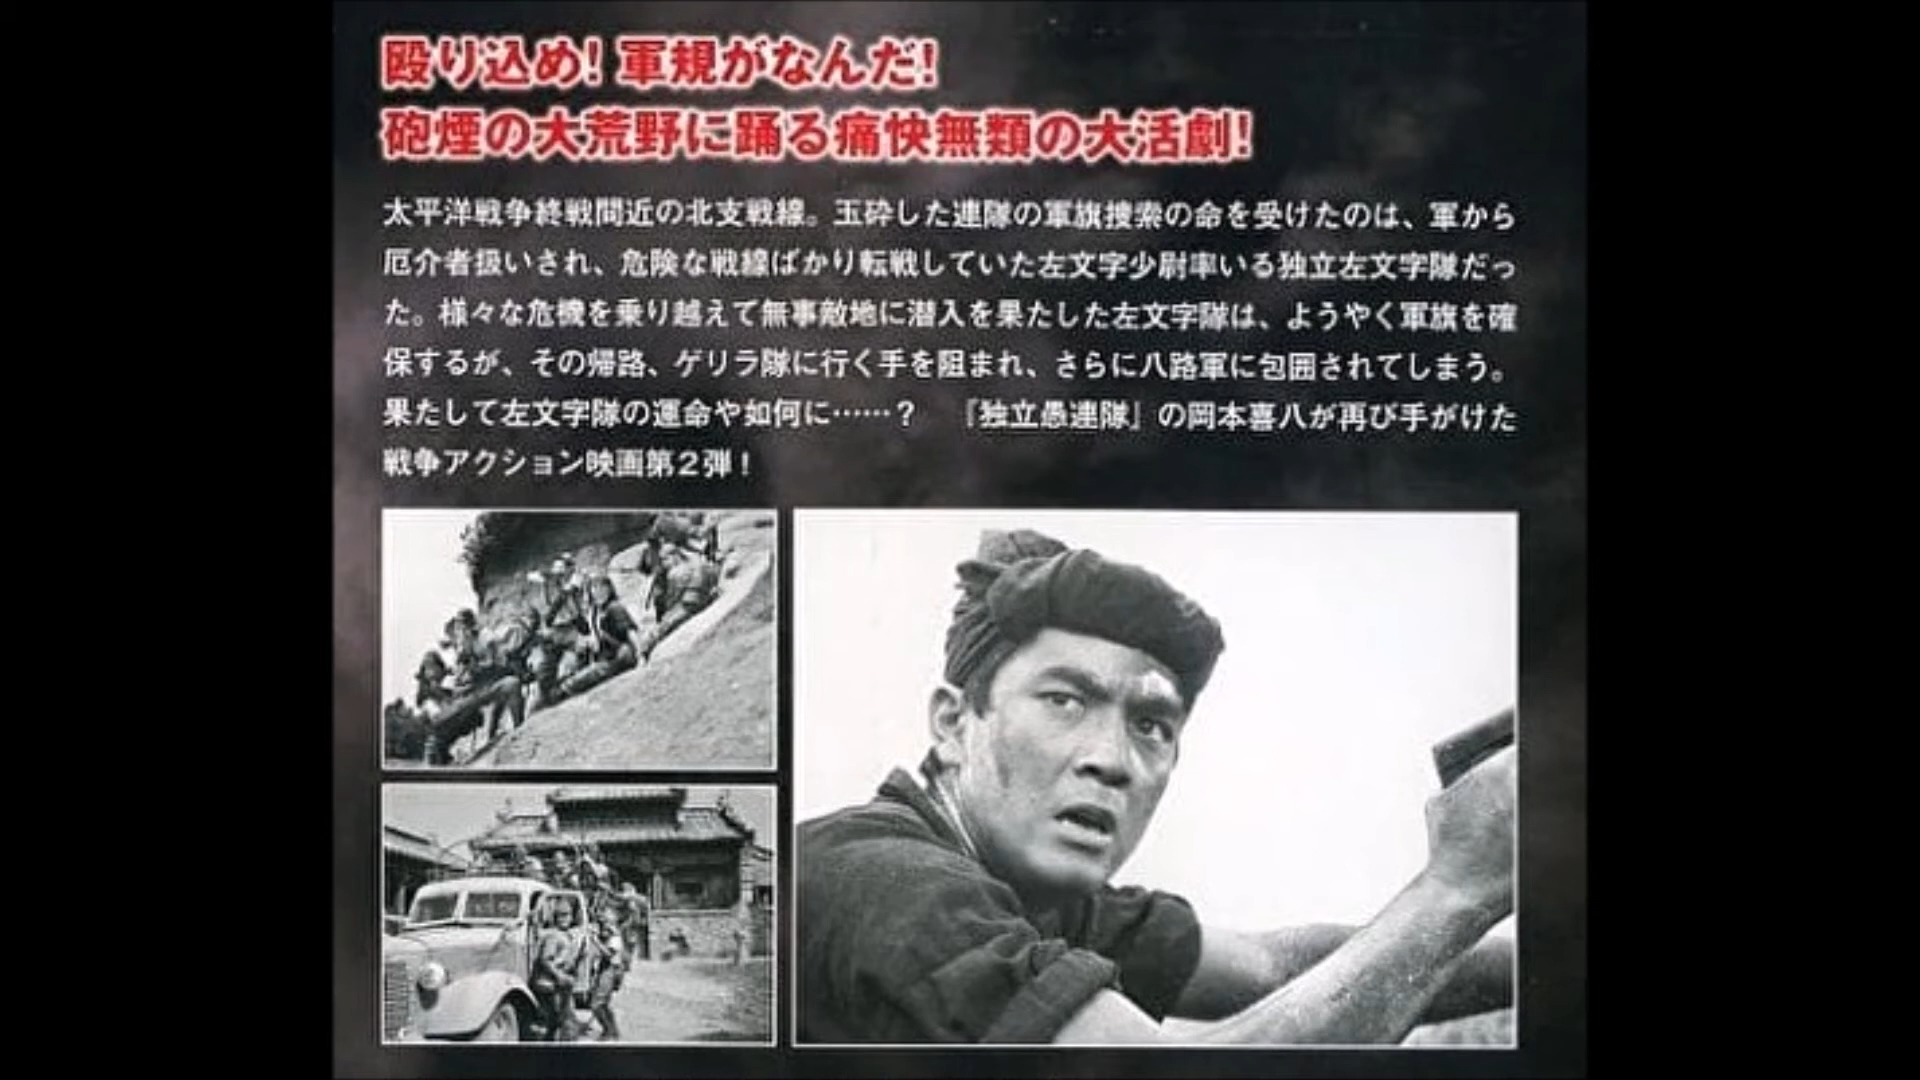 殴り込め！軍規がなんだ！
砲煙の大荒野に踊る痛快無類の大活劇！
太平洋戦争終戦間近の北支戦線。玉砕した連隊の軍旗捜索の命を受けたのは、軍から
厄介者扱いされ、危険な戦線ばかり転戦していた左文字少尉率いる独立左文字隊だっ
た。様々な危機を乗り越えて無事敵地に潜入を果たした左文字隊は、ようやく軍旗を確
保するが、その帰路、ゲリラ隊に行く手を阻まれ、さらに八路軍に包囲されてしまう。
果たして左文字隊の運命や如何に……？　『独立愚連隊』の岡本喜八が再び手がけた
戦争アクション映画第２弾！